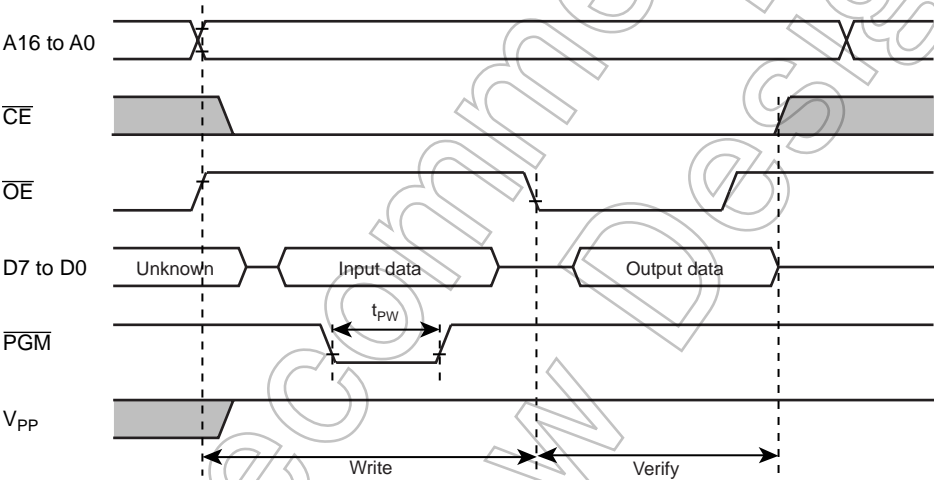 A16 to A0
CE
OE
D7 to D0 Unknown Input data Output data
tPW
PGM
VPP
Write Verify